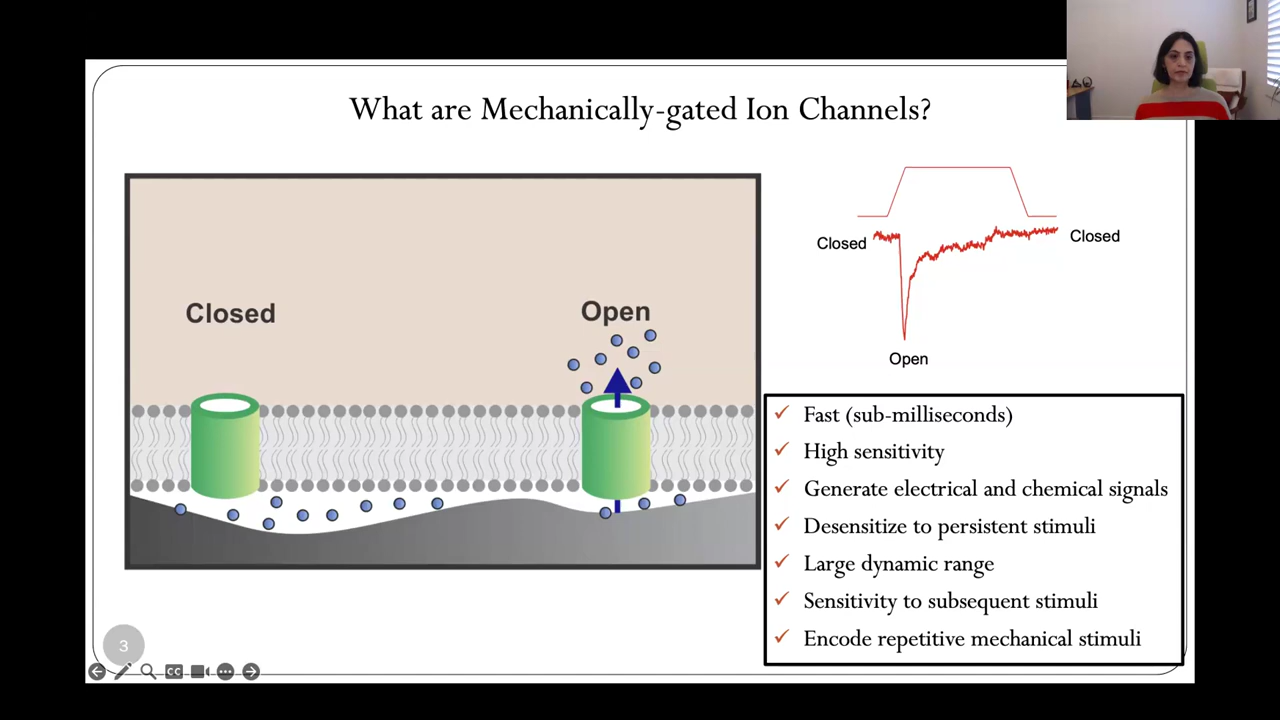 What are Mechanically-gated Ion Channels?
Closed
Open
Closed
Closed
Open
Fast (sub-milliseconds)
High sensitivity
Generate electrical and chemical signals
Desensitize to persistent stimuli
Large dynamic range
Sensitivity to subsequent stimuli
Encode repetitive mechanical stimuli
3
CC